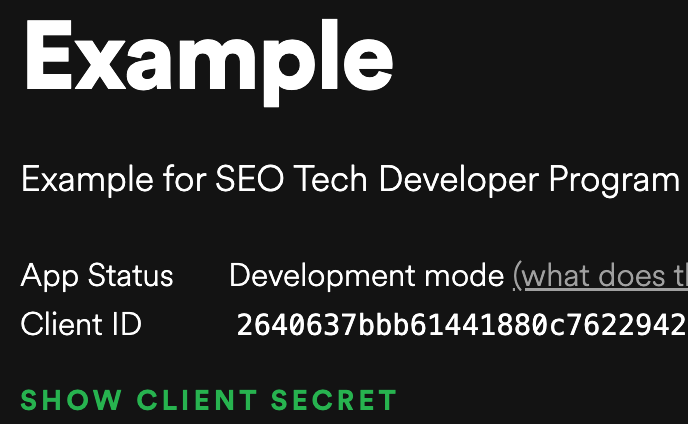 Example
Example for SEO Tech Developer Program
App Status Development mode (what does th
Client ID 2640637bbb61441880c7622942
SHOW CLIENT SECRET